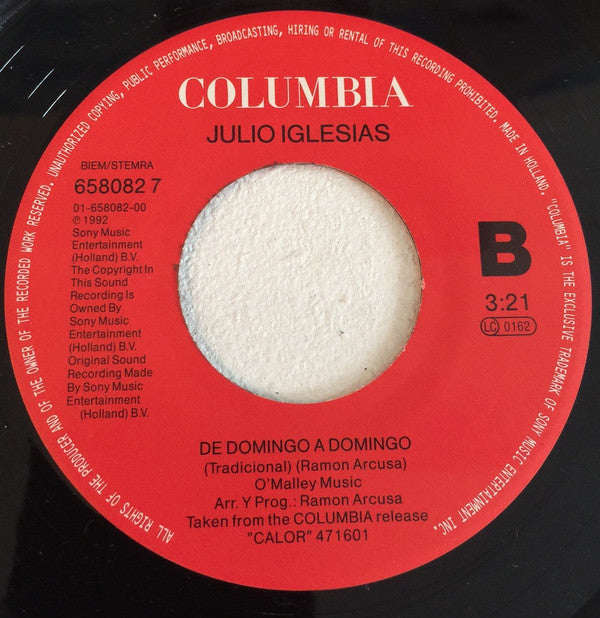 ALL RIGHTS OF THE PRODUCER AND OF THE OWNER OF THE RECORDED WORK RESERVED. UNAUTHORIZED COPYING, PUBLIC PERFORMANCE, BROADCASTING, HIRING OR RENTAL OF THIS RECORDING PROHIBITED. MADE IN HOLLAND. "COLUMBIA" IS THE EXCLUSIVE TRADEMARK OF SONY MUSIC ENTERTAINMENT INC.
COLUMBIA
JULIO IGLESIAS
BIEM/STEMRA
658082 7
01-658082-00
℗ 1992
Sony Music
Entertainment
(Holland) B.V.
The Copyright In
This Sound
Recording Is
Owned By
Sony Music
Entertainment
(Holland) B.V.
Original Sound
Recording Made
By Sony Music
Entertainment
(Holland) B.V.
B
3:21
LC 0162
DE DOMINGO A DOMINGO
(Tradicional) (Ramon Arcusa)
O'Malley Music
Arr. Y Prog.: Ramon Arcusa
Taken from the COLUMBIA release
"CALOR" 471601